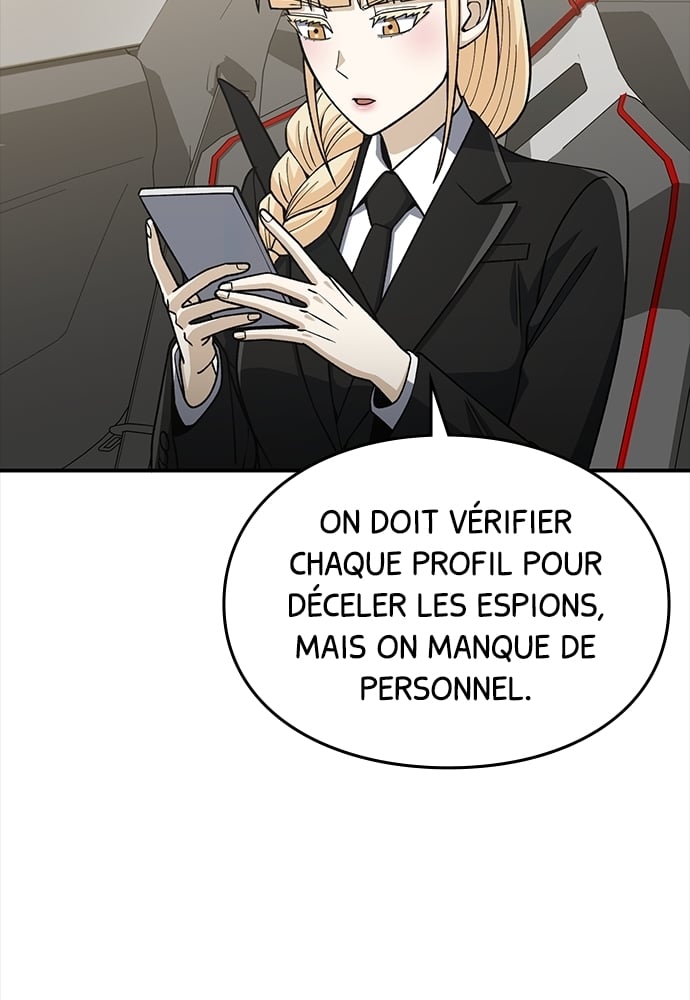 ON DOIT VÉRIFIER
CHAQUE PROFIL POUR
DÉCELER LES ESPIONS,
MAIS ON MANQUE DE
PERSONNEL.